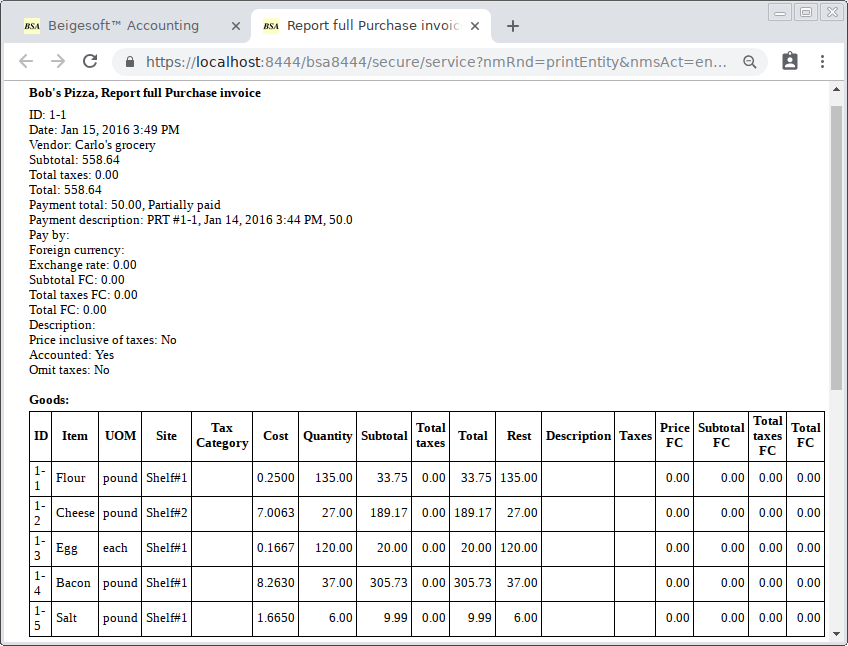 BSA Beigesoft™ Accounting
BSA Report full Purchase invoic
https://localhost:8444/bsa8444/secure/service?nmRnd=printEntity&nmsAct=en...
Bob's Pizza, Report full Purchase invoice
ID: 1-1
Date: Jan 15, 2016 3:49 PM
Vendor: Carlo's grocery
Subtotal: 558.64
Total taxes: 0.00
Total: 558.64
Payment total: 50.00, Partially paid
Payment description: PRT #1-1, Jan 14, 2016 3:44 PM, 50.0
Pay by:
Foreign currency:
Exchange rate: 0.00
Subtotal FC: 0.00
Total taxes FC: 0.00
Total FC: 0.00
Description:
Price inclusive of taxes: No
Accounted: Yes
Omit taxes: No
Goods:
ID Item UOM Site Tax Category Cost Quantity Subtotal Total taxes Total Rest Description Taxes Price FC Subtotal FC Total taxes FC Total FC
1-1 Flour pound Shelf#1 0.2500 135.00 33.75 0.00 33.75 135.00 0.00 0.00 0.00 0.00
1-2 Cheese pound Shelf#2 7.0063 27.00 189.17 0.00 189.17 27.00 0.00 0.00 0.00 0.00
1-3 Egg each Shelf#1 0.1667 120.00 20.00 0.00 20.00 120.00 0.00 0.00 0.00 0.00
1-4 Bacon pound Shelf#1 8.2630 37.00 305.73 0.00 305.73 37.00 0.00 0.00 0.00 0.00
1-5 Salt pound Shelf#1 1.6650 6.00 9.99 0.00 9.99 6.00 0.00 0.00 0.00 0.00